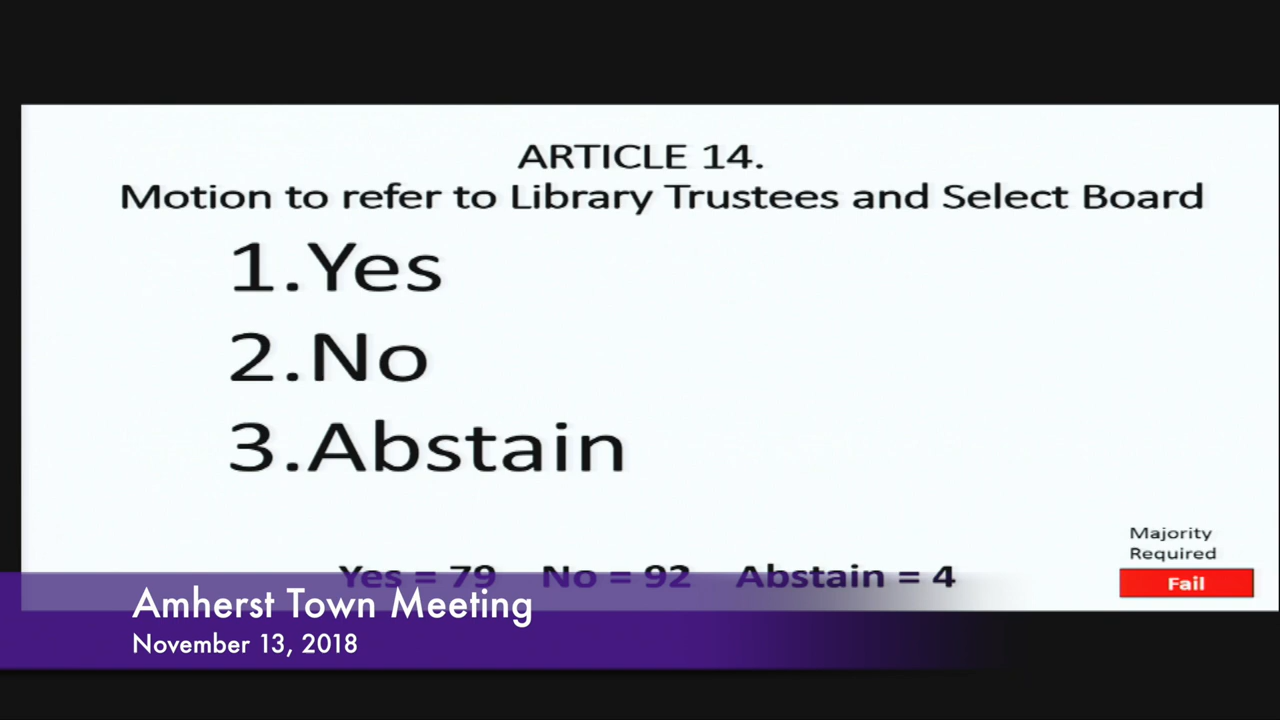 ARTICLE 14.
Motion to refer to Library Trustees and Select Board
1.Yes
2.No
3.Abstain
Majority
Required
Fail
Yes = 79 No = 92 Abstain = 4
Amherst Town Meeting
November 13, 2018